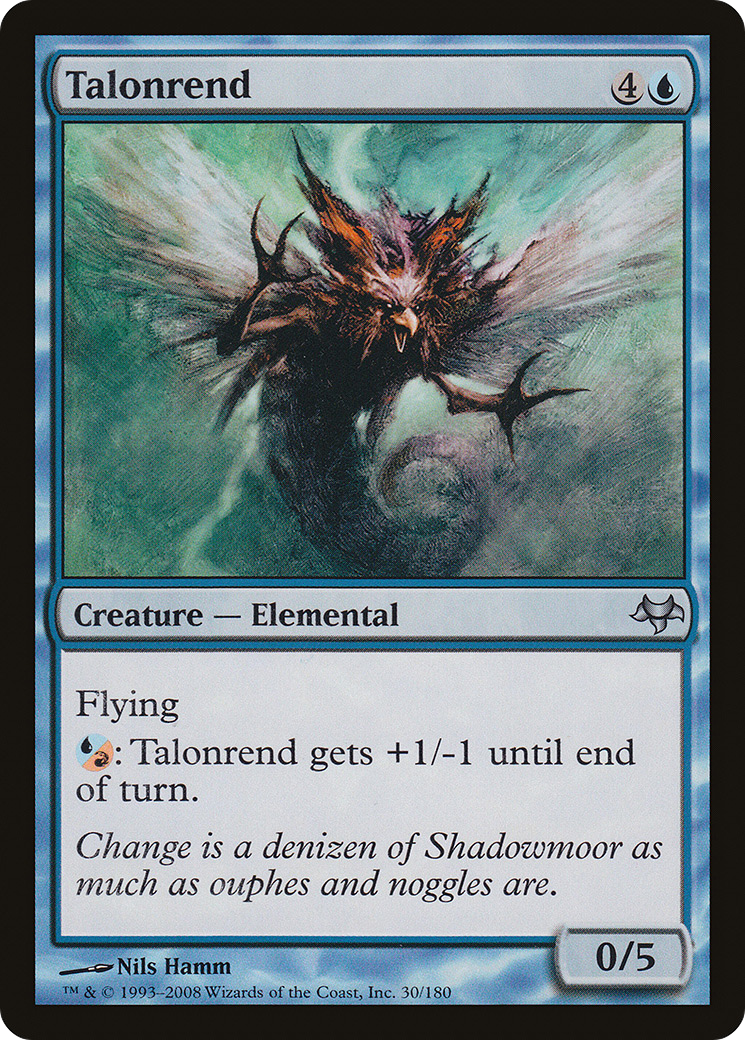 Talonrend 4
Creature — Elemental
Flying
: Talonrend gets +1/-1 until end
of turn.
Change is a denizen of Shadowmoor as
much as ouphes and noggles are.
0/5
Nils Hamm
™ & © 1993–2008 Wizards of the Coast, Inc. 30/180